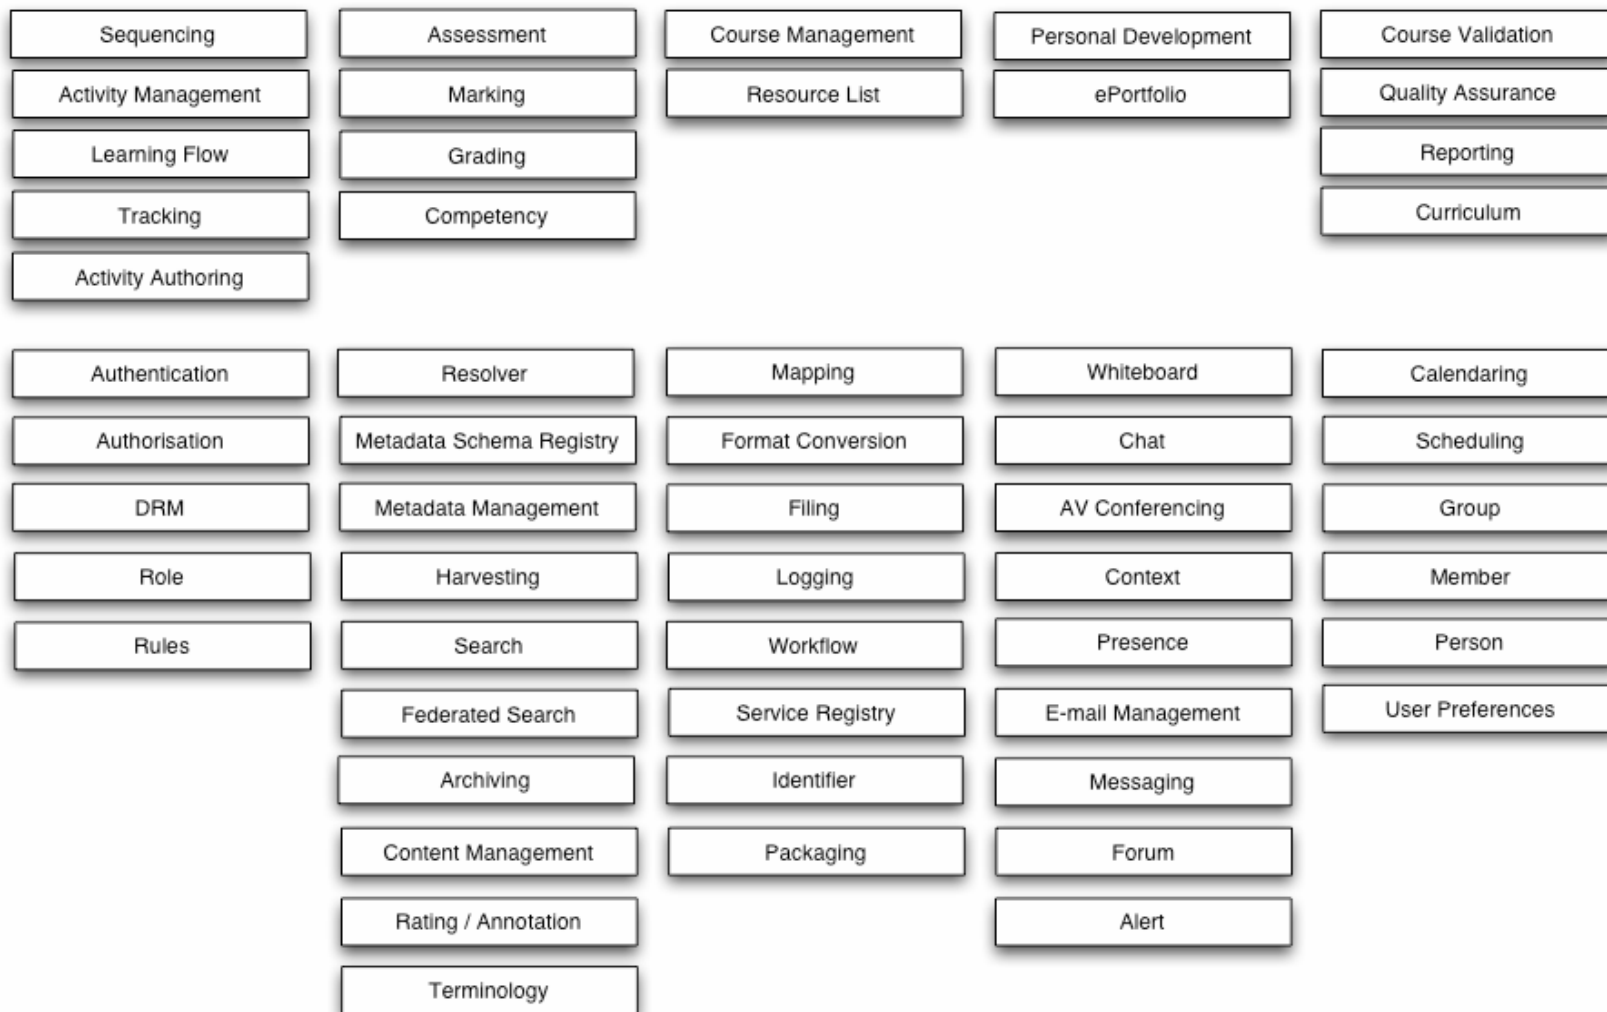 Sequencing
Activity Management
Learning Flow
Tracking
Activity Authoring
Assessment
Marking
Grading
Competency
Course Management
Resource List
Personal Development
ePortfolio
Course Validation
Quality Assurance
Reporting
Curriculum
Authentication
Authorisation
DRM
Role
Rules
Resolver
Metadata Schema Registry
Metadata Management
Harvesting
Search
Federated Search
Archiving
Content Management
Rating / Annotation
Terminology
Mapping
Format Conversion
Filing
Logging
Workflow
Service Registry
Identifier
Packaging
Whiteboard
Chat
AV Conferencing
Context
Presence
E-mail Management
Messaging
Forum
Alert
Calendaring
Scheduling
Group
Member
Person
User Preferences